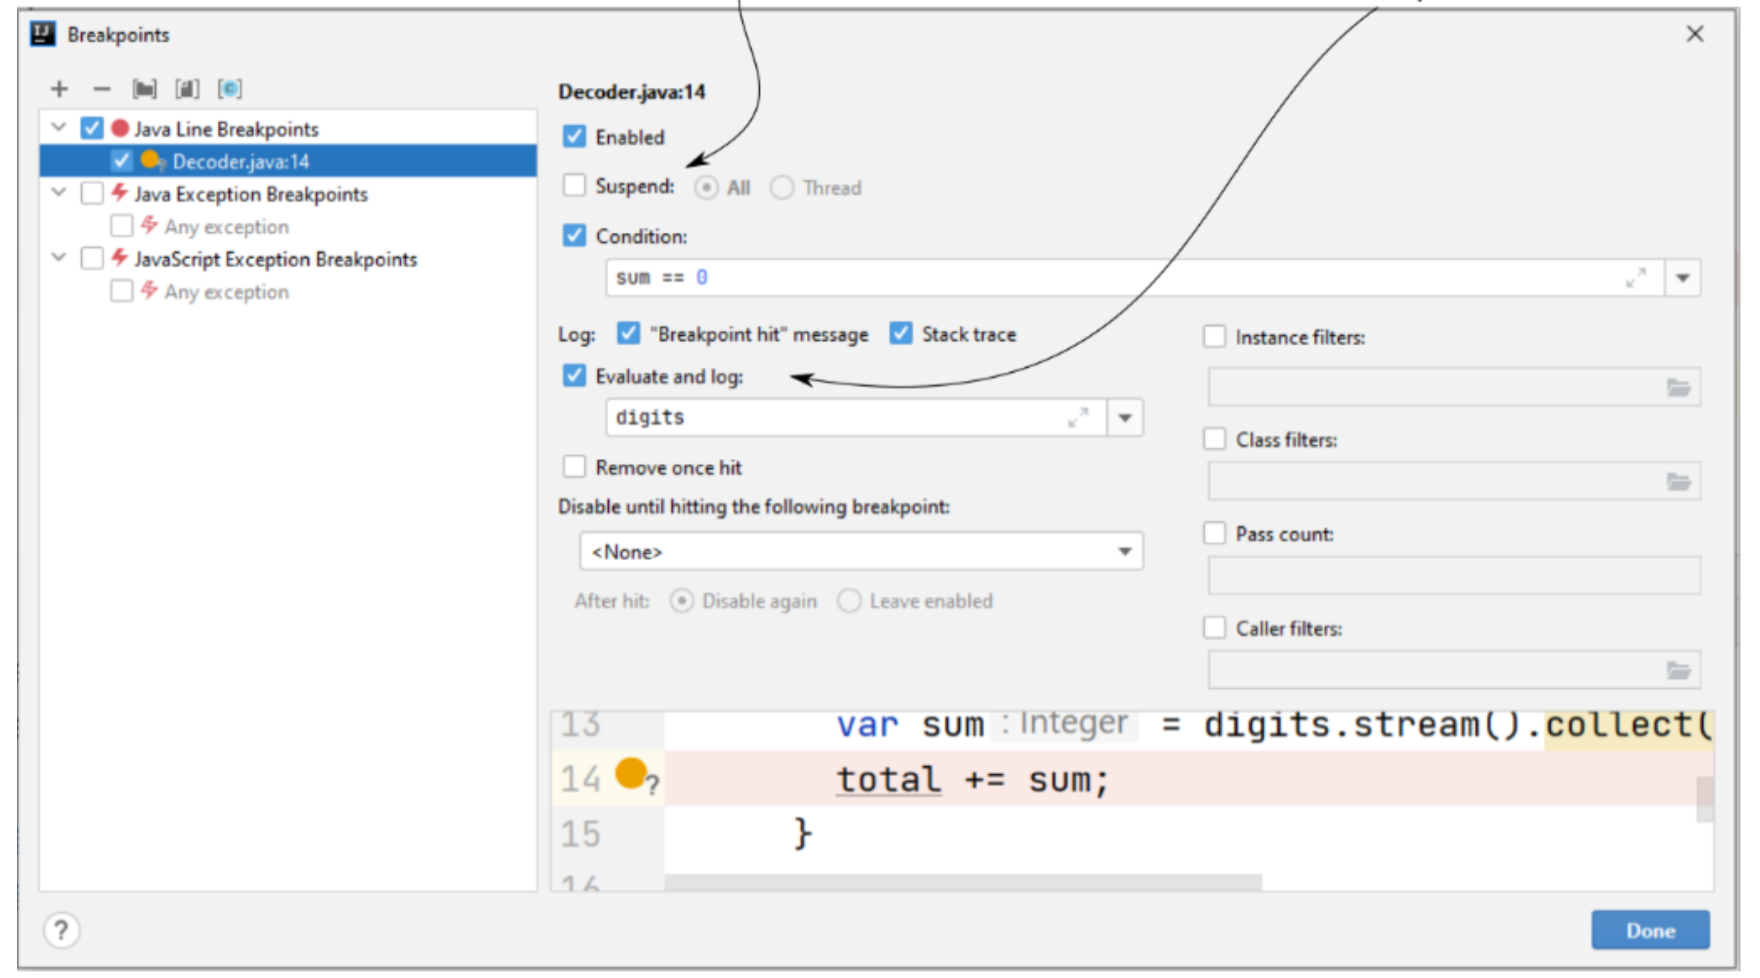 Breakpoints
Decoder.java:14
Java Line Breakpoints
Decoder.java:14
Java Exception Breakpoints
Any exception
JavaScript Exception Breakpoints
Any exception
Enabled
Suspend: All Thread
Condition:
sum == 0
Log: "Breakpoint hit" message Stack trace
Evaluate and log:
digits
Remove once hit
Disable until hitting the following breakpoint:
<None>
After hit: Disable again Leave enabled
Instance filters:
Class filters:
Pass count:
Caller filters:
13 var sum : Integer = digits.stream().collect(
14 ? total += sum;
15 }
16
? Done